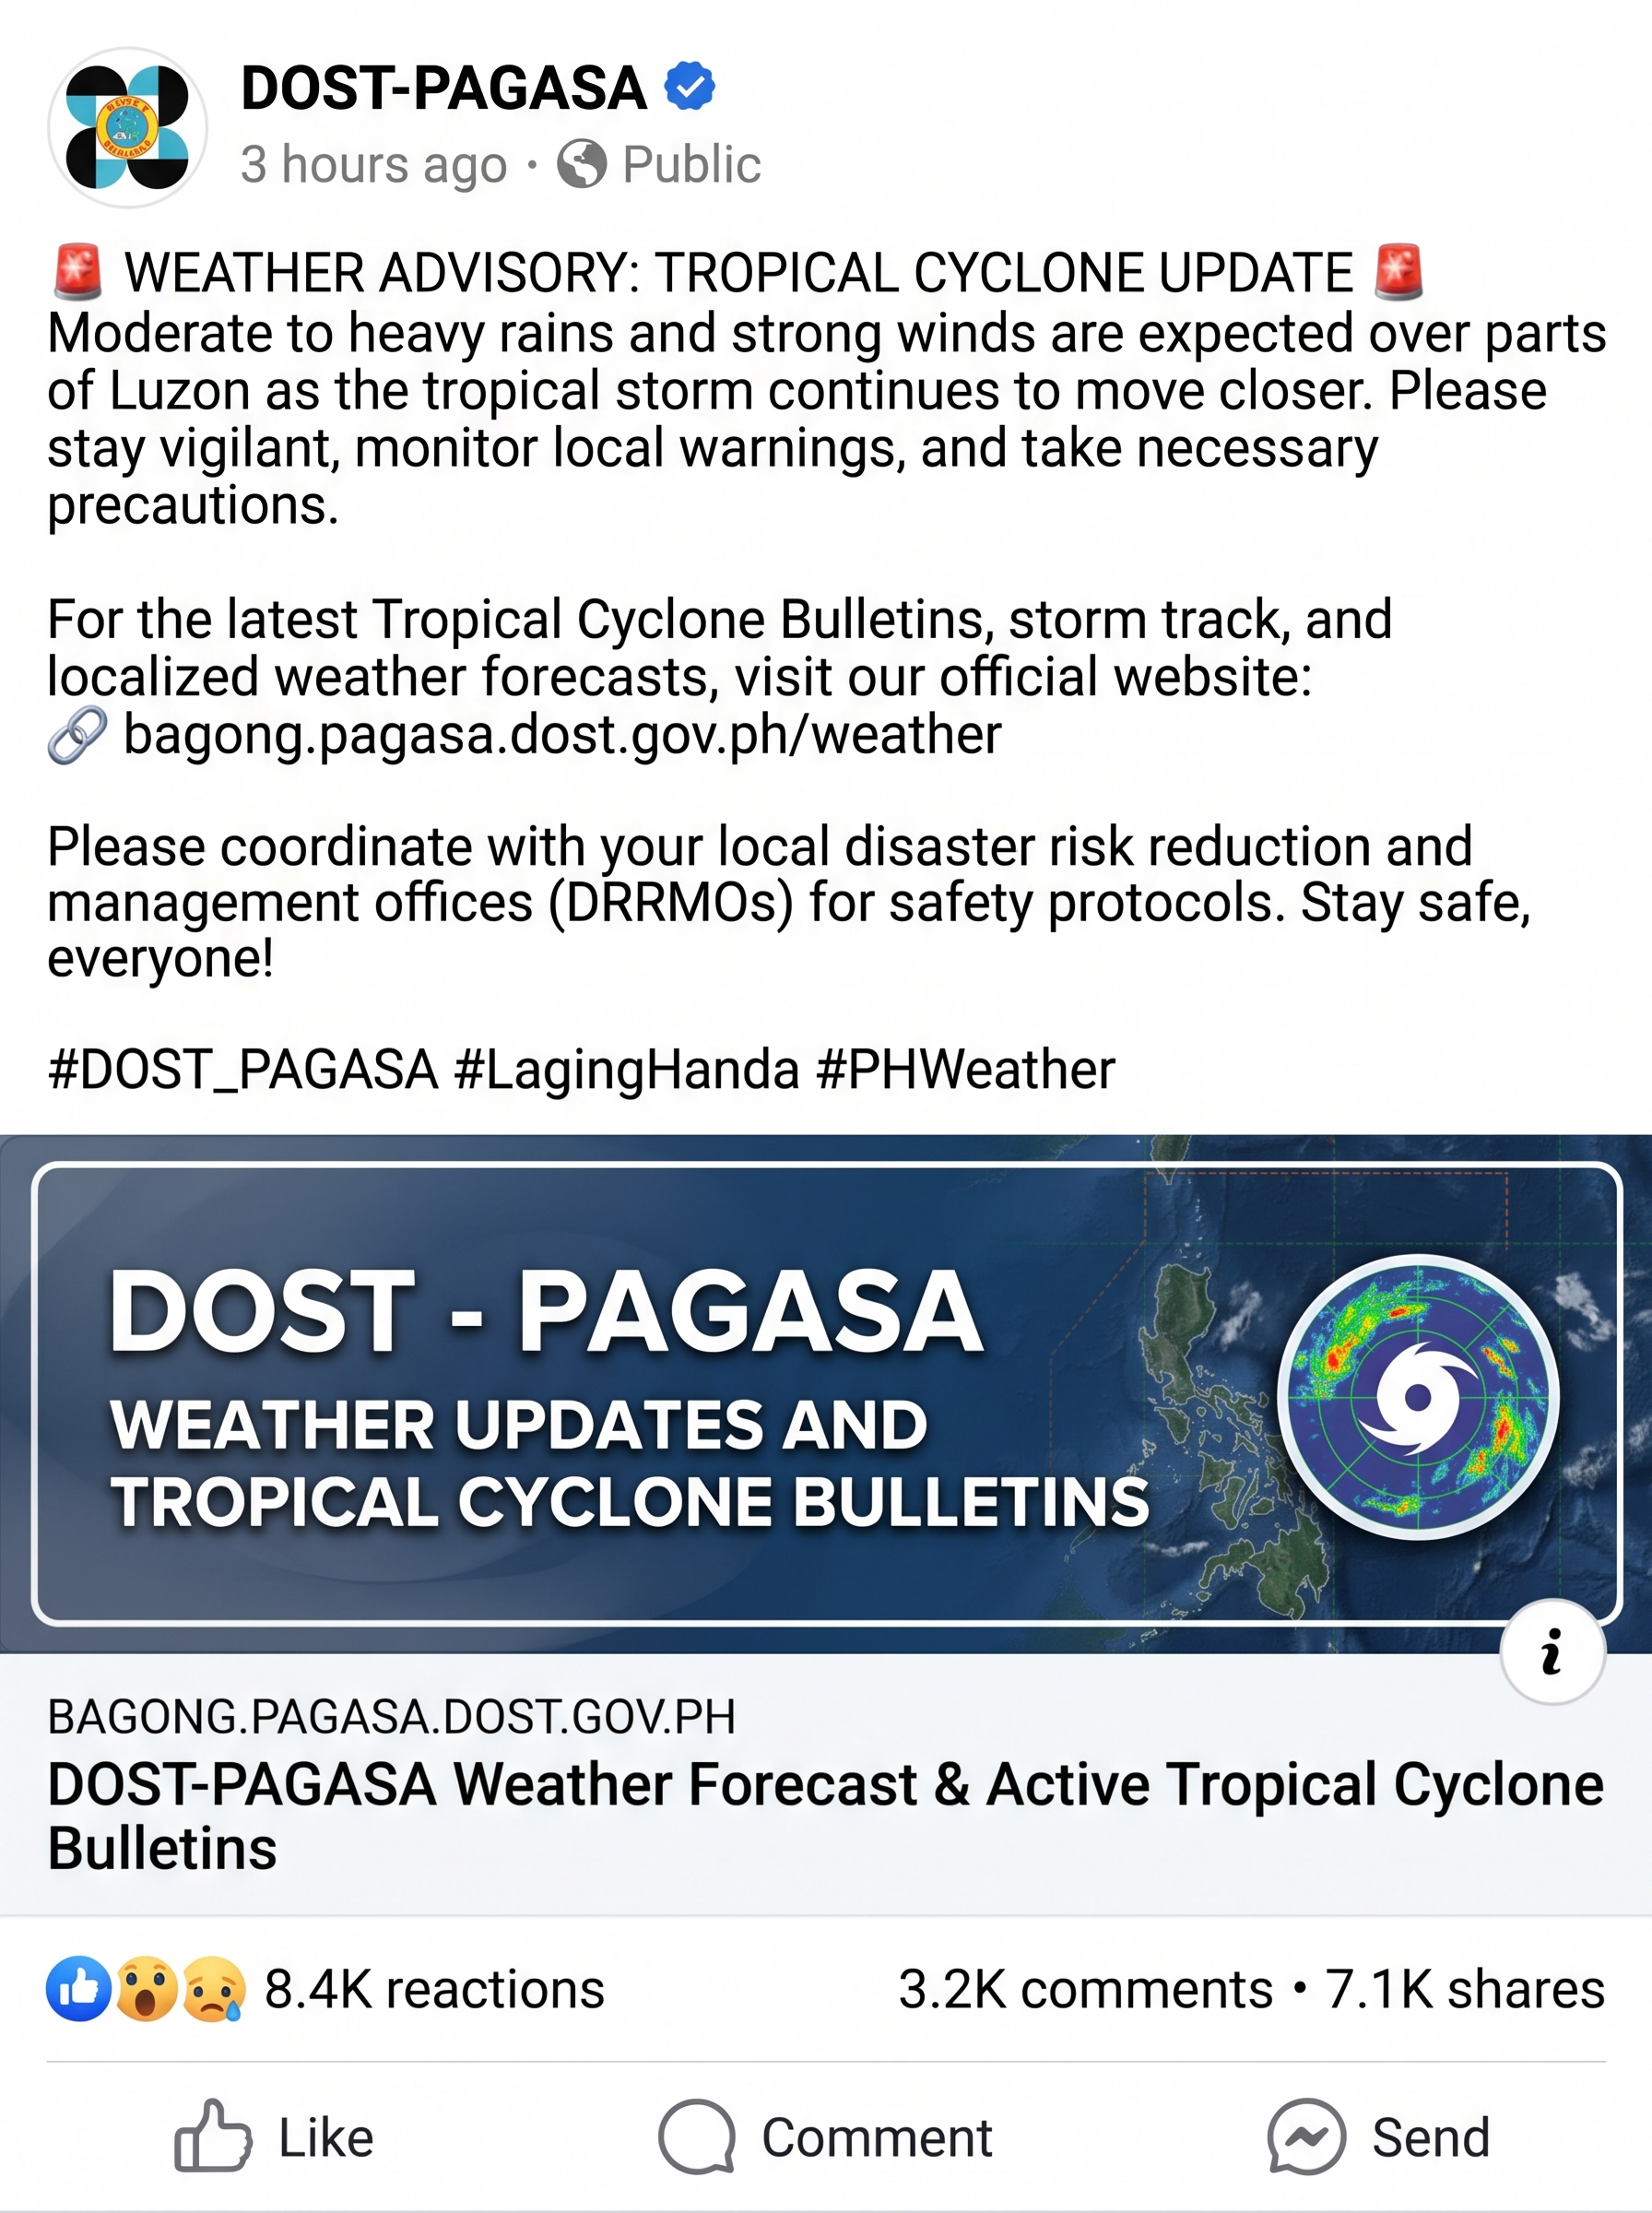 DOST-PAGASA
3 hours ago · Public
🚨 WEATHER ADVISORY: TROPICAL CYCLONE UPDATE 🚨
Moderate to heavy rains and strong winds are expected over parts
of Luzon as the tropical storm continues to move closer. Please
stay vigilant, monitor local warnings, and take necessary
precautions.
For the latest Tropical Cyclone Bulletins, storm track, and
localized weather forecasts, visit our official website:
🔗 bagong.pagasa.dost.gov.ph/weather
Please coordinate with your local disaster risk reduction and
management offices (DRRMOs) for safety protocols. Stay safe,
everyone!
#DOST_PAGASA #LagingHanda #PHWeather
DOST - PAGASA
WEATHER UPDATES AND
TROPICAL CYCLONE BULLETINS
i
BAGONG.PAGASA.DOST.GOV.PH
DOST-PAGASA Weather Forecast & Active Tropical Cyclone
Bulletins
8.4K reactions 3.2K comments • 7.1K shares
Like Comment Send